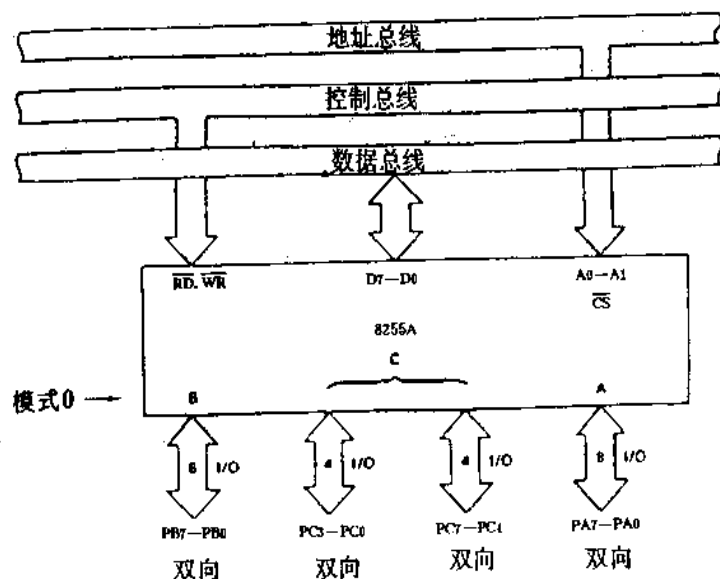 地址总线
控制总线
数据总线
RD. WR
D7—D0
A0—A1
CS
8255A
C
模式0
B
A
8 I/O
4 I/O
4 I/O
8 I/O
PB7—PB0
PC3—PC0
PC7—PC4
PA7—PA0
双向
双向
双向
双向